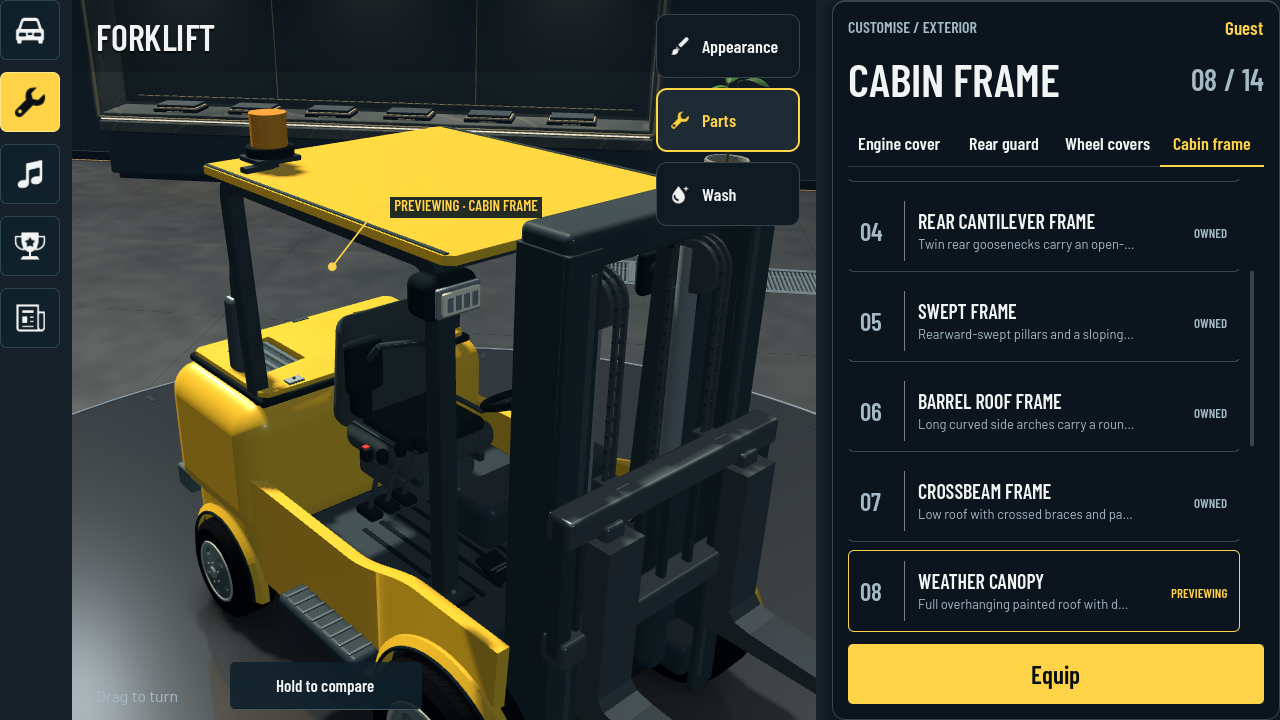 FORKLIFT
Appearance
Parts
Wash
PREVIEWING · CABIN FRAME
Hold to compare
Drag to turn
CUSTOMISE / EXTERIOR
Guest
CABIN FRAME
08 / 14
Engine cover
Rear guard
Wheel covers
Cabin frame
04
REAR CANTILEVER FRAME
Twin rear goosenecks carry an open-...
OWNED
05
SWEPT FRAME
Rearward-swept pillars and a sloping...
OWNED
06
BARREL ROOF FRAME
Long curved side arches carry a roun...
OWNED
07
CROSSBEAM FRAME
Low roof with crossed braces and pa...
OWNED
08
WEATHER CANOPY
Full overhanging painted roof with d...
PREVIEWING
Equip